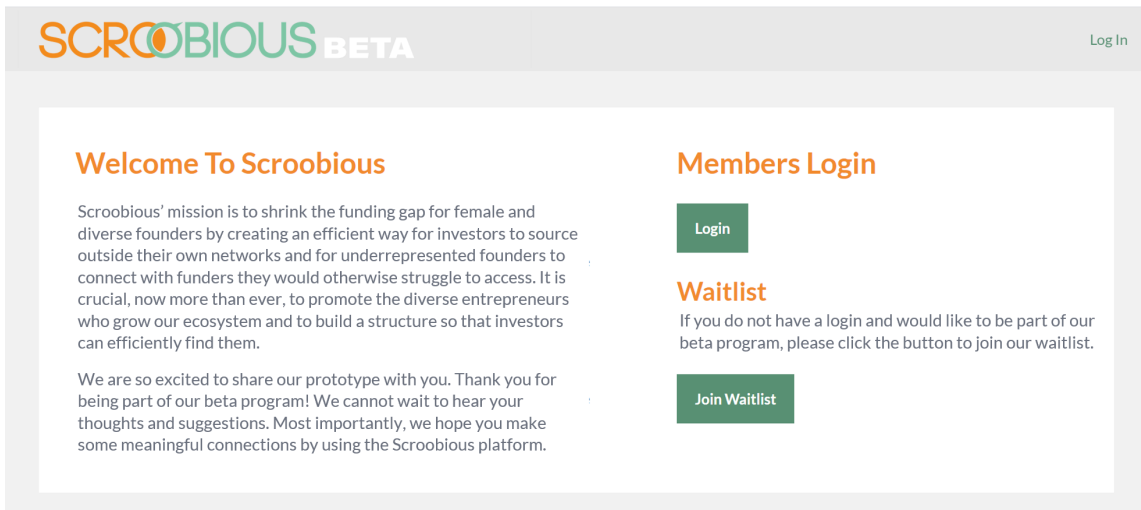 SCROOBIOUS BETA
Log In
Welcome To Scroobious
Scroobious’ mission is to shrink the funding gap for female and
diverse founders by creating an efficient way for investors to source
outside their own networks and for underrepresented founders to
connect with funders they would otherwise struggle to access. It is
crucial, now more than ever, to promote the diverse entrepreneurs
who grow our ecosystem and to build a structure so that investors
can efficiently find them.
We are so excited to share our prototype with you. Thank you for
being part of our beta program! We cannot wait to hear your
thoughts and suggestions. Most importantly, we hope you make
some meaningful connections by using the Scroobious platform.
Members Login
Login
Waitlist
If you do not have a login and would like to be part of our
beta program, please click the button to join our waitlist.
Join Waitlist